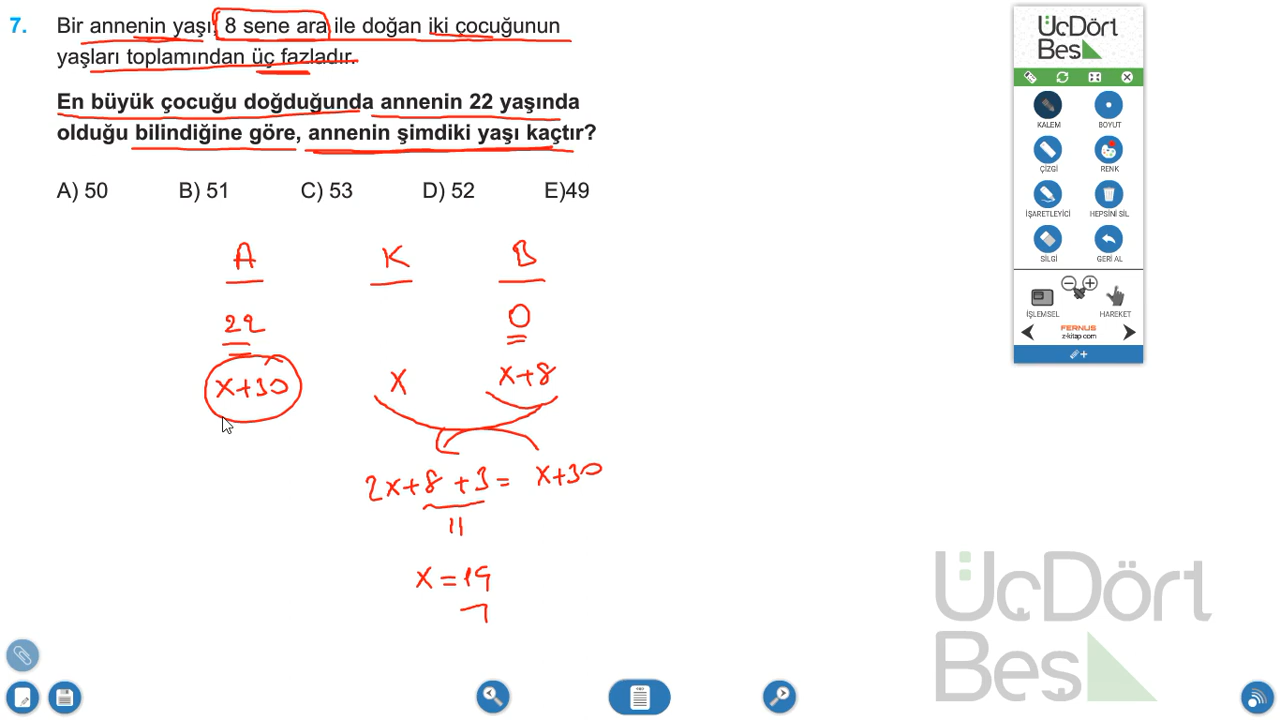 7. Bir annenin yaşı, 8 sene ara ile doğan iki çocuğunun
yaşları toplamından üç fazladır.
En büyük çocuğu doğduğunda annenin 22 yaşında
olduğu bilindiğine göre, annenin şimdiki yaşı kaçtır?
A) 50 B) 51 C) 53 D) 52 E)49
A K B
22 0
x+30 x x+8
2x+8+3= x+30
11
x=19
ÜçDört
Beş
KALEM BOYUT
ÇİZGİ RENK
İŞARETLEYİCİ HEPSİNİ SİL
SİLGİ GERİ AL
İŞLEMSEL HAREKET
FERNUS
z-kitap.com
ÜçDört
Beş